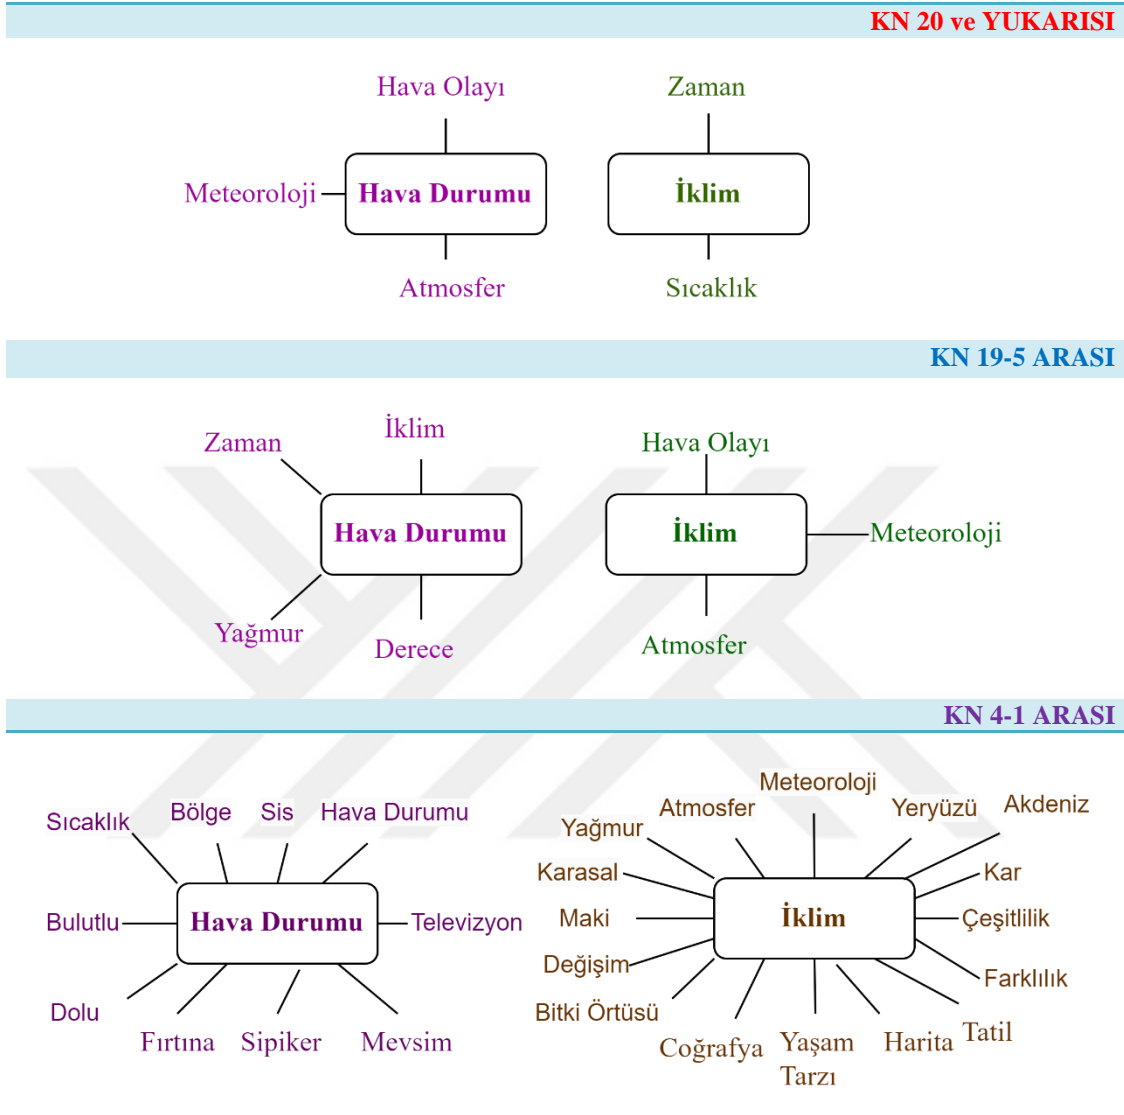 KN 20 ve YUKARISI
Hava Olayı
Zaman
Meteoroloji
Hava Durumu
İklim
Atmosfer
Sıcaklık
KN 19-5 ARASI
Zaman
İklim
Hava Olayı
Hava Durumu
İklim
Meteoroloji
Yağmur
Derece
Atmosfer
KN 4-1 ARASI
Sıcaklık
Bölge
Sis
Hava Durumu
Bulutlu
Hava Durumu
Televizyon
Dolu
Fırtına
Sipiker
Mevsim
Meteoroloji
Atmosfer
Yeryüzü
Akdeniz
Yağmur
Karasal
Kar
Maki
İklim
Çeşitlilik
Değişim
Farklılık
Bitki Örtüsü
Coğrafya
Yaşam
Tarzı
Harita
Tatil